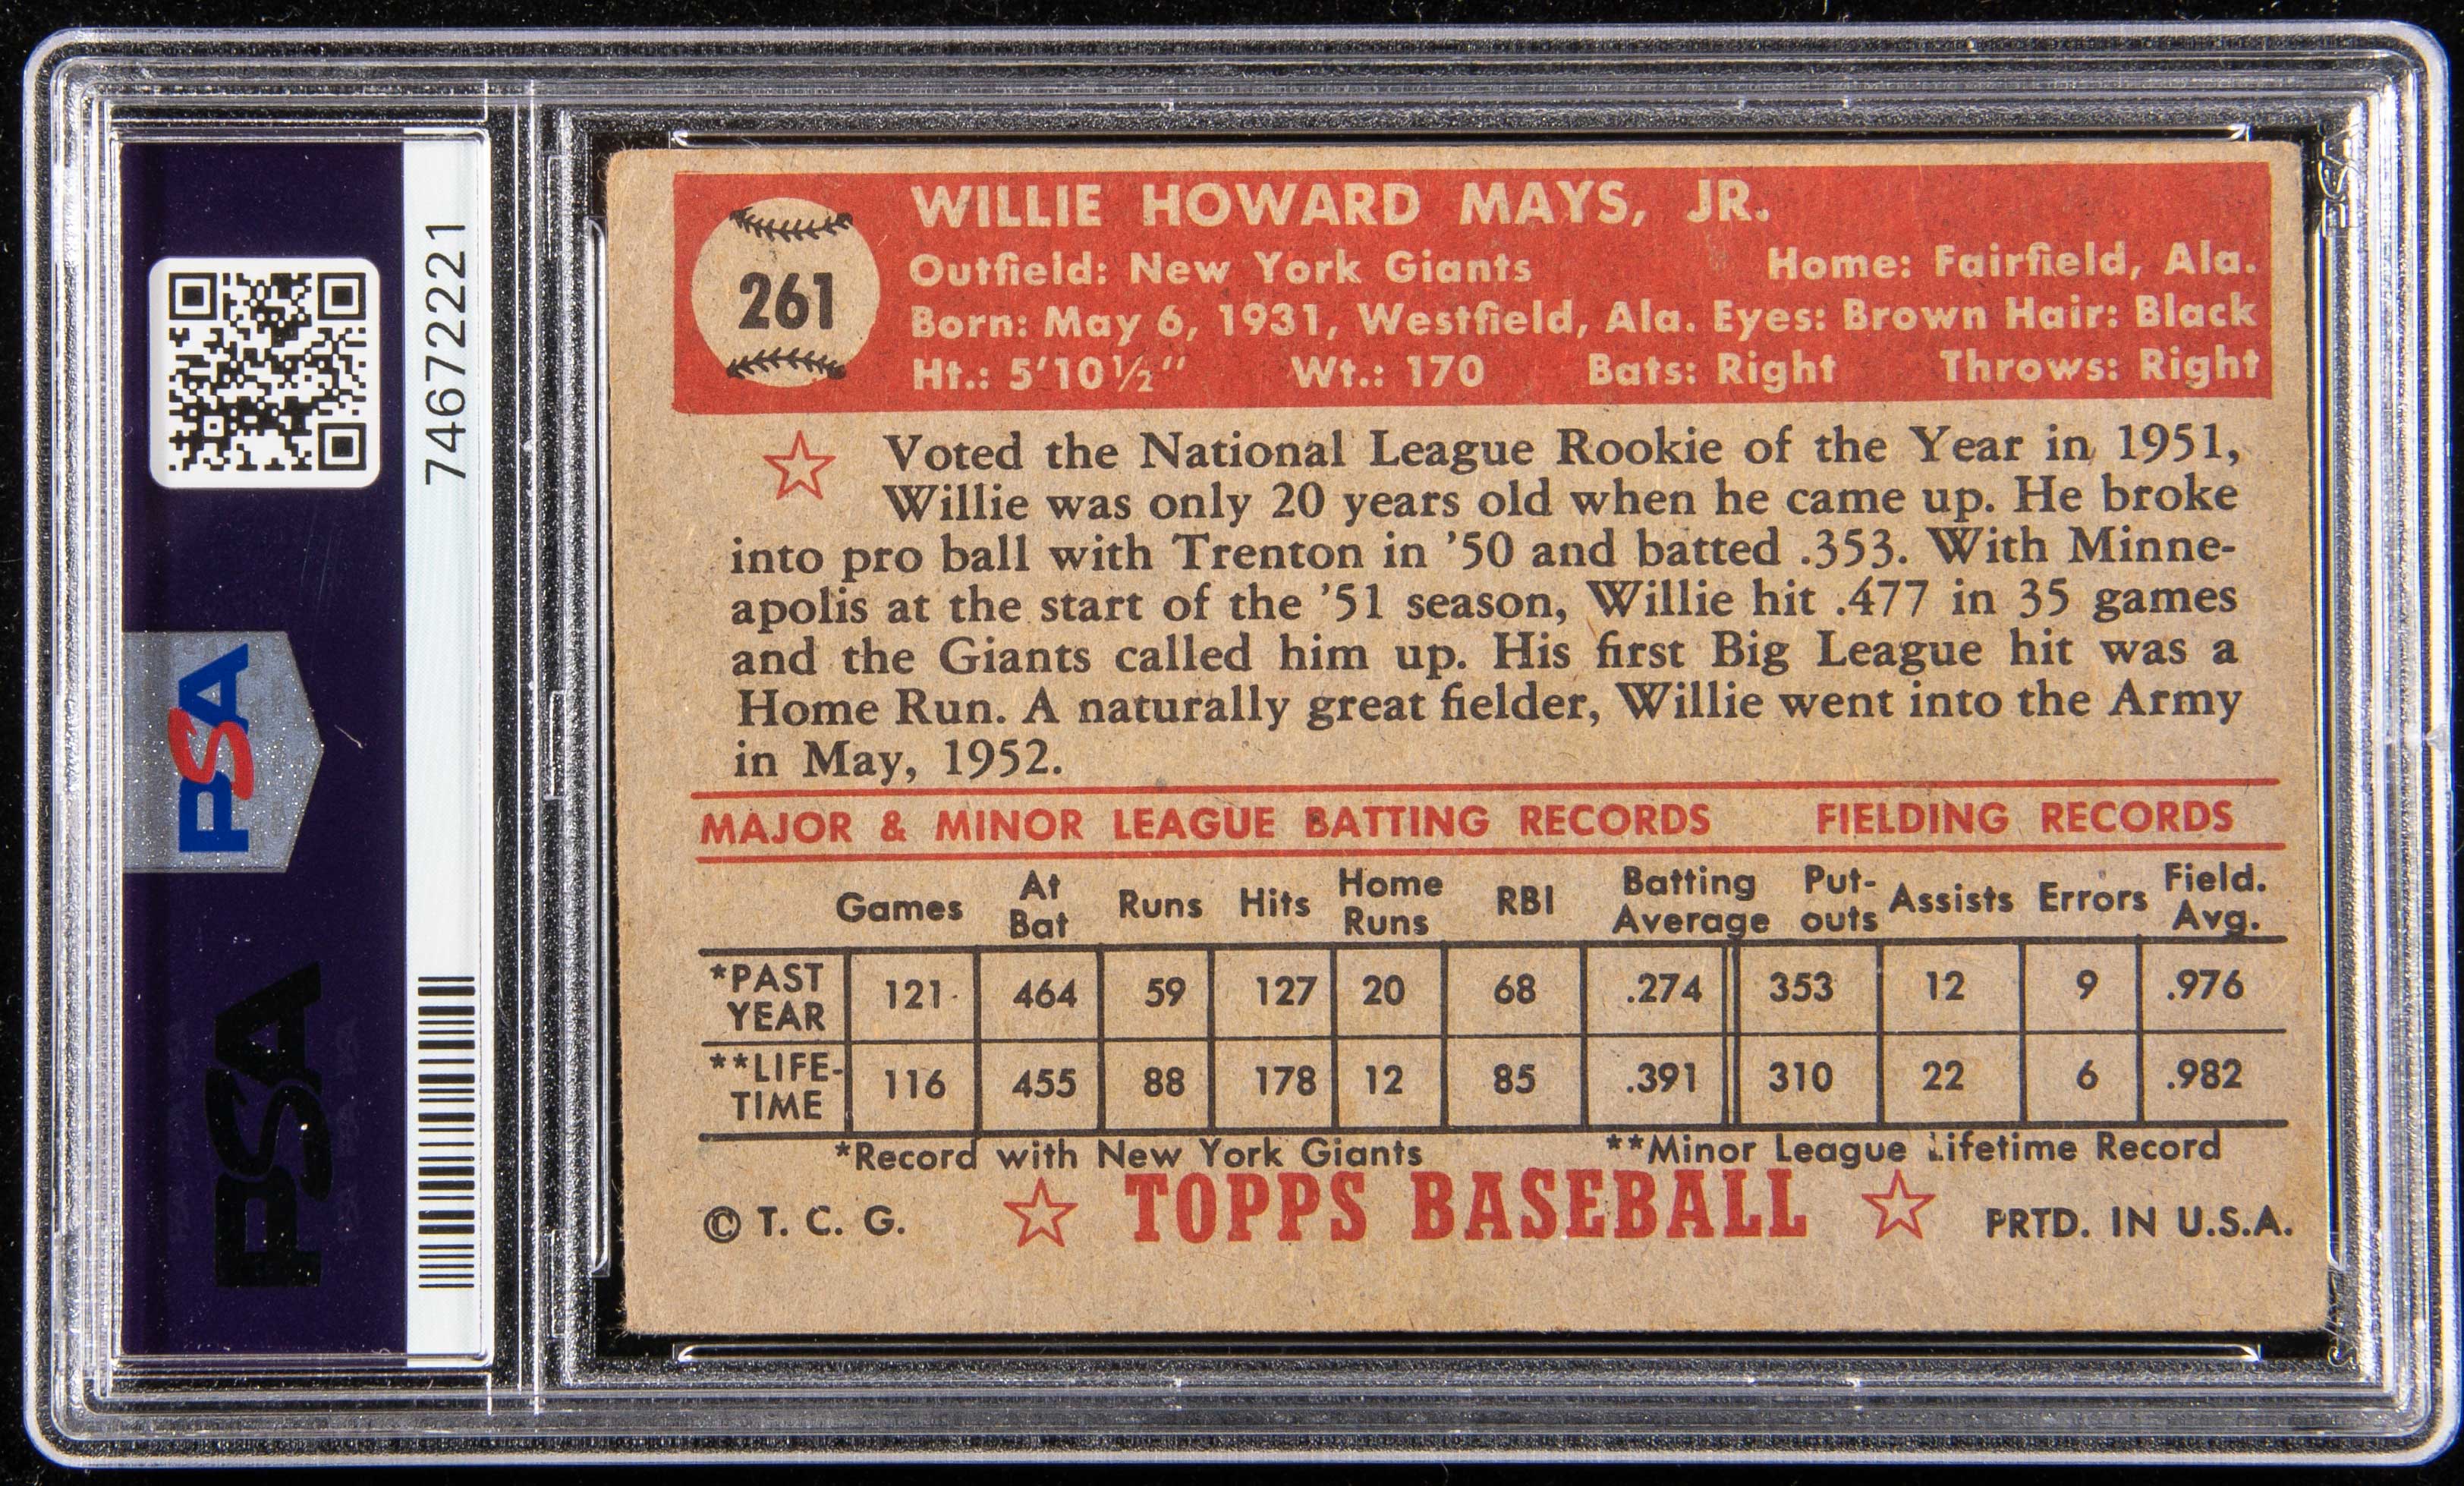 74672221
PSA
PSA
261
WILLIE HOWARD MAYS, JR.
Outfield: New York Giants Home: Fairfield, Ala.
Born: May 6, 1931, Westfield, Ala. Eyes: Brown Hair: Black
Ht.: 5'10½" Wt.: 170 Bats: Right Throws: Right
Voted the National League Rookie of the Year in 1951,
Willie was only 20 years old when he came up. He broke
into pro ball with Trenton in '50 and batted .353. With Minne-
apolis at the start of the '51 season, Willie hit .477 in 35 games
and the Giants called him up. His first Big League hit was a
Home Run. A naturally great fielder, Willie went into the Army
in May, 1952.
MAJOR & MINOR LEAGUE BATTING RECORDS FIELDING RECORDS
Games At Bat Runs Hits Home Runs RBI Batting Average Put-outs Assists Errors Field. Avg.
*PAST YEAR 121 464 59 127 20 68 .274 353 12 9 .976
**LIFE-TIME 116 455 88 178 12 85 .391 310 22 6 .982
*Record with New York Giants **Minor League Lifetime Record
© T. C. G. TOPPS BASEBALL PRTD. IN U.S.A.